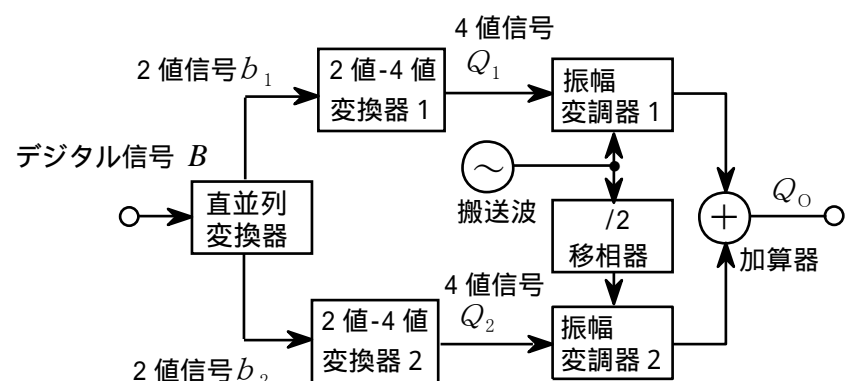 4 値信号
2 値信号 b₁
2 値-4 値
変換器 1
Q₁
振幅
変調器 1
デジタル信号 B
直並列
変換器
～
搬送波
/2
移相器
+
Q₀
加算器
4 値信号
2 値-4 値
変換器 2
Q₂
振幅
変調器 2
2 値信号 b₂